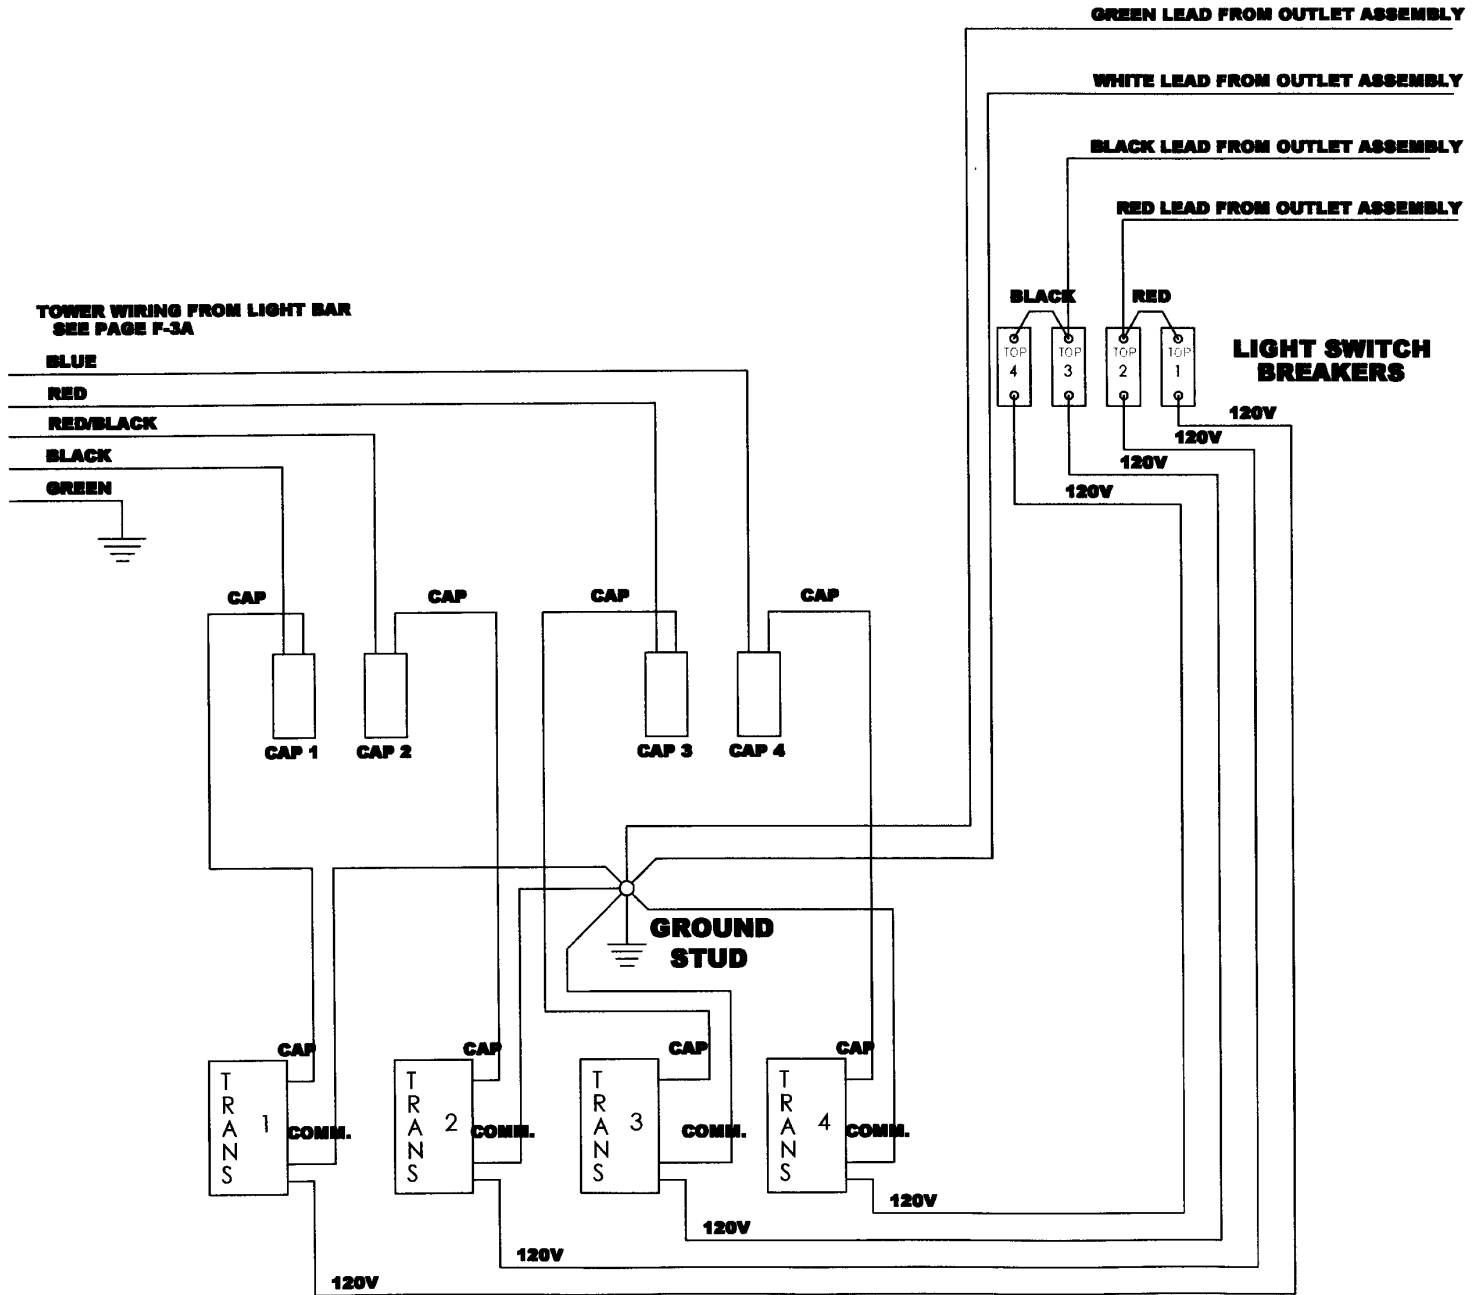 GREEN LEAD FROM OUTLET ASSEMBLY
WHITE LEAD FROM OUTLET ASSEMBLY
BLACK LEAD FROM OUTLET ASSEMBLY
RED LEAD FROM OUTLET ASSEMBLY
BLACK
RED
TOP
4
TOP
3
TOP
2
TOP
1
LIGHT SWITCH
BREAKERS
120V
120V
120V
120V
TOWER WIRING FROM LIGHT BAR
SEE PAGE F-3A
BLUE
RED
RED/BLACK
BLACK
GREEN
CAP
CAP
CAP
CAP
CAP 1
CAP 2
CAP 3
CAP 4
GROUND
STUD
CAP
CAP
CAP
CAP
TRANS
1
COMM.
TRANS
2
COMM.
TRANS
3
COMM.
TRANS
4
COMM.
120V
120V
120V
120V